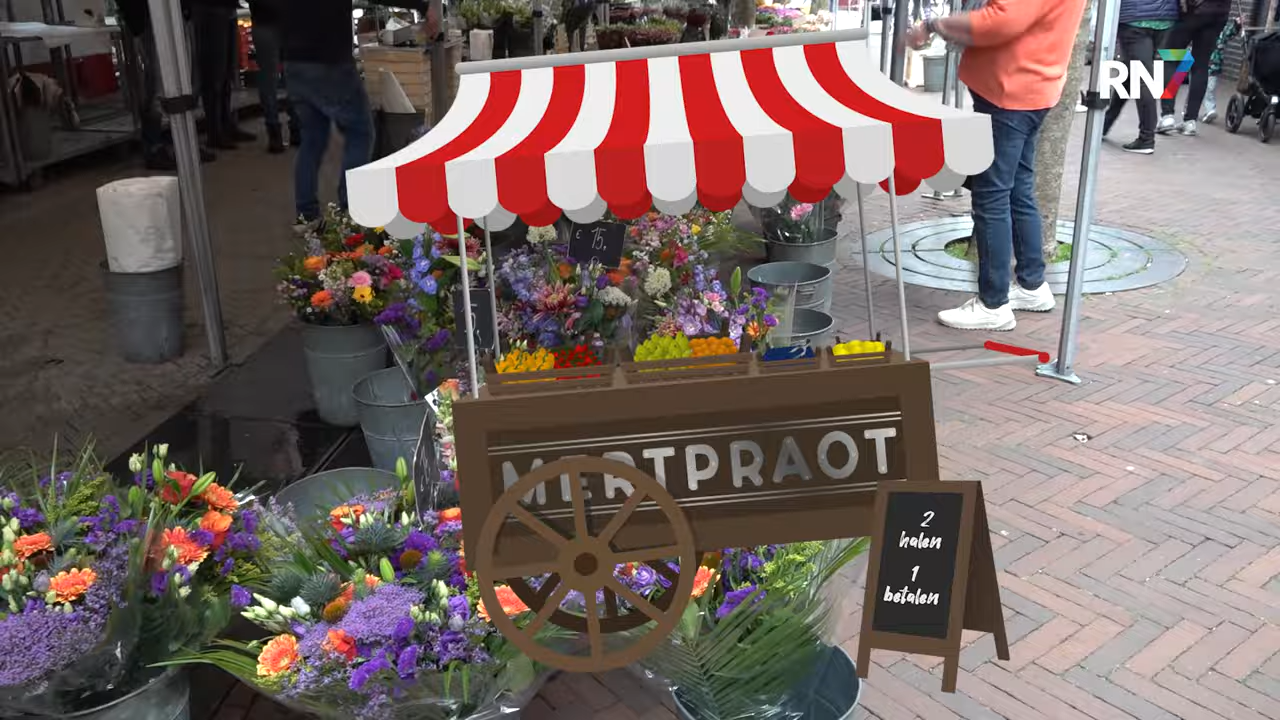 RN7
€ 15,
MERTPRAOT
2
halen
1
betalen